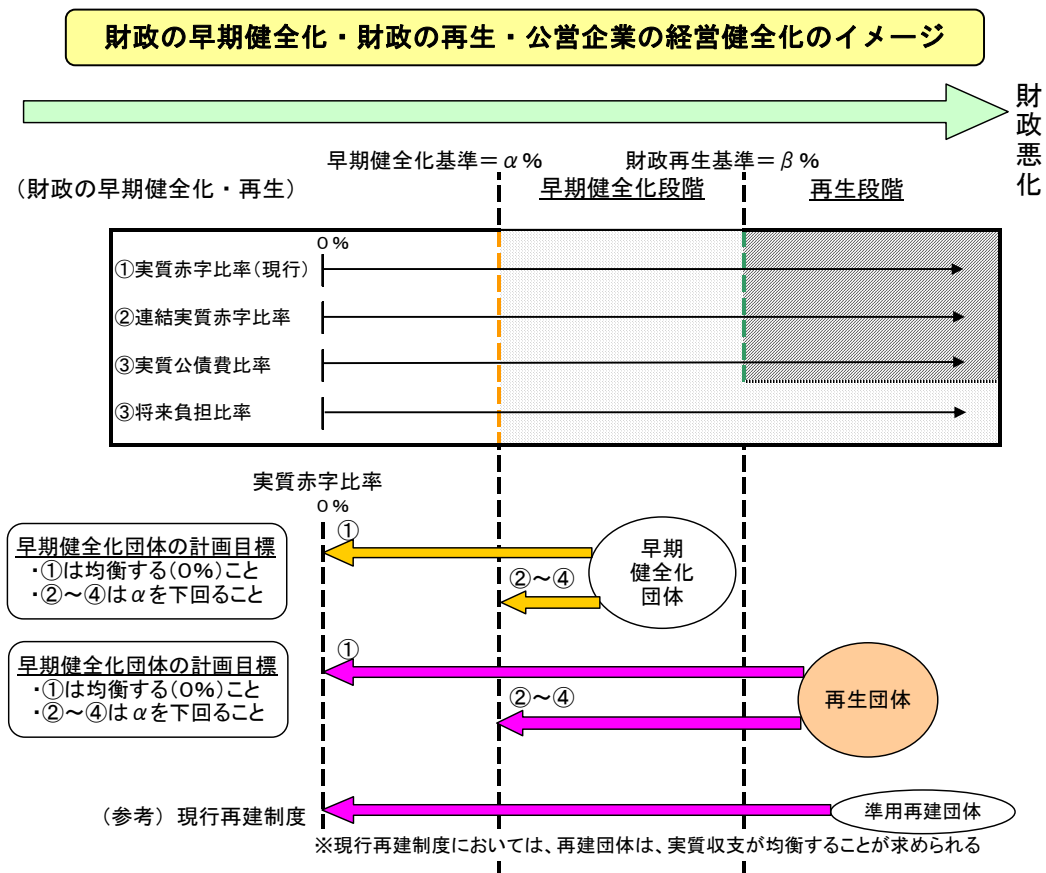 財政の早期健全化・財政の再生・公営企業の経営健全化のイメージ
財政悪化
早期健全化基準＝α％
財政再生基準＝β％
（財政の早期健全化・再生）
早期健全化段階
再生段階
０％
①実質赤字比率（現行）
②連結実質赤字比率
③実質公債費比率
③将来負担比率
実質赤字比率
０％
早期健全化団体の計画目標
・①は均衡する（０％）こと
・②～④はαを下回ること
①
②～④
早期
健全化
団体
早期健全化団体の計画目標
・①は均衡する（０％）こと
・②～④はαを下回ること
①
②～④
再生団体
（参考）現行再建制度
準用再建団体
※現行再建制度においては、再建団体は、実質収支が均衡することが求められる